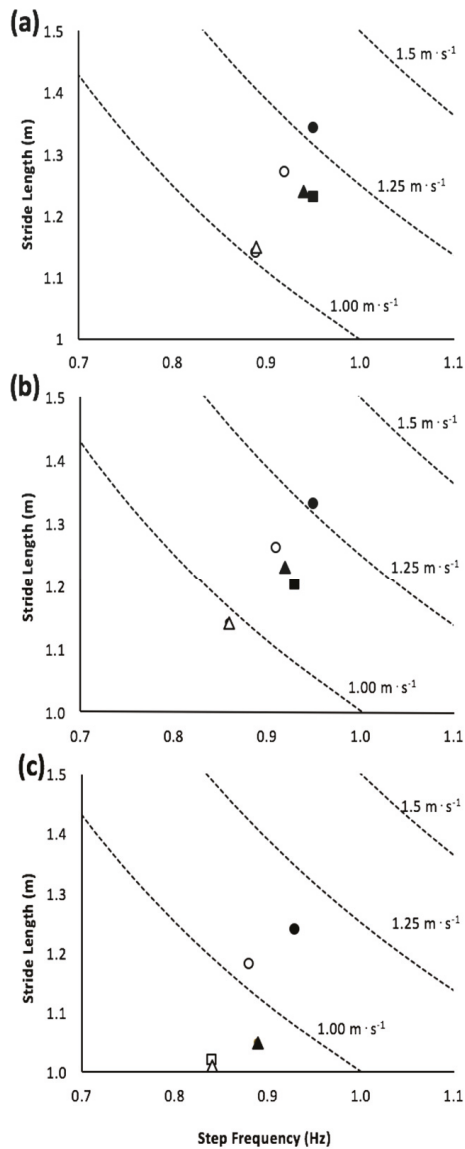 (a)
1.5
1.4
1.3
1.2
1.1
1
Stride Length (m)
1.5 m · s-1
1.25 m · s-1
1.00 m · s-1
0.7 0.8 0.9 1.0 1.1
(b)
1.5
1.4
1.3
1.2
1.1
1.0
Stride Length (m)
1.5 m · s-1
1.25 m · s-1
1.00 m · s-1
0.7 0.8 0.9 1.0 1.1
(c)
1.5
1.4
1.3
1.2
1.1
1.0
Stride Length (m)
1.5 m · s-1
1.25 m · s-1
1.00 m · s-1
0.7 0.8 0.9 1.0 1.1
Step Frequency (Hz)